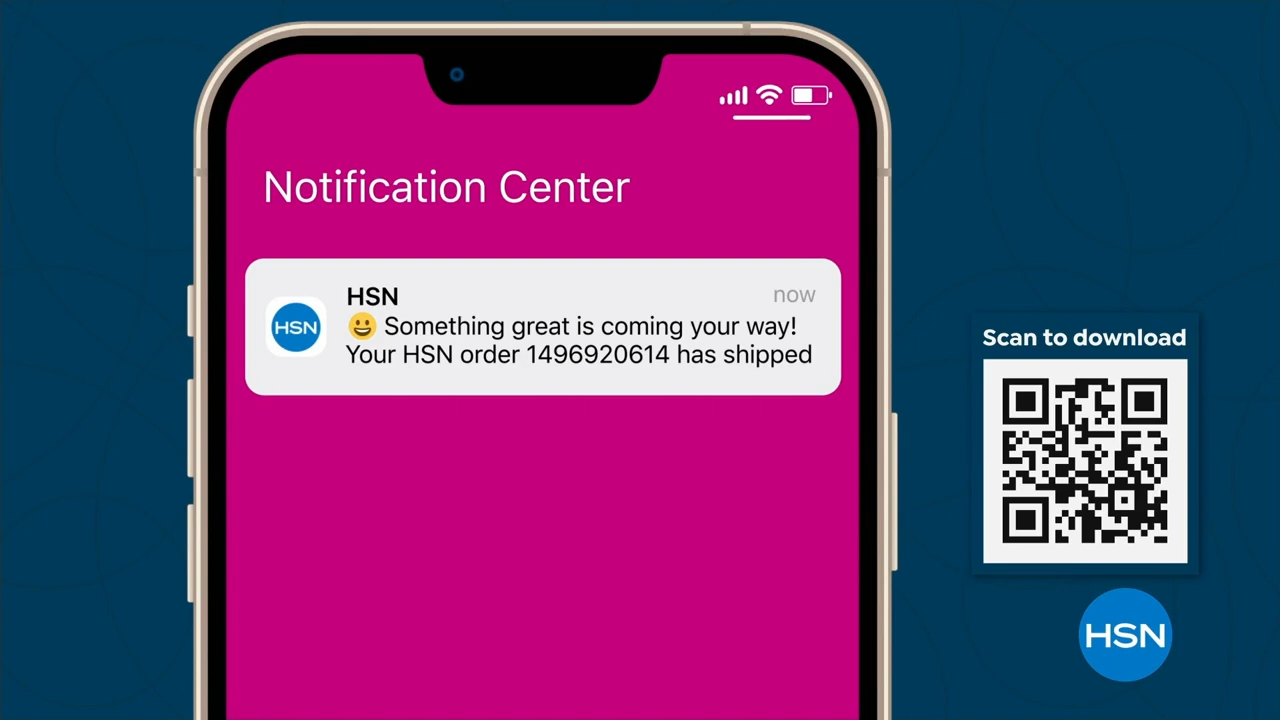 Notification Center
HSN
now
HSN
😀 Something great is coming your way!
Your HSN order 1496920614 has shipped
Scan to download
HSN